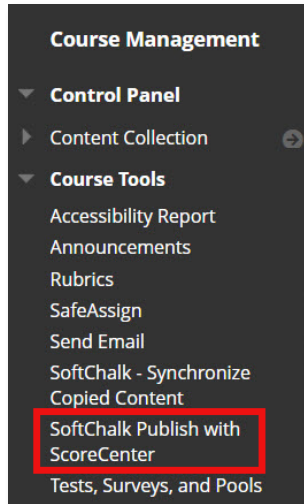 Course Management
Control Panel
Content Collection
Course Tools
Accessibility Report
Announcements
Rubrics
SafeAssign
Send Email
SoftChalk - Synchronize
Copied Content
SoftChalk Publish with
ScoreCenter
Tests, Surveys, and Pools